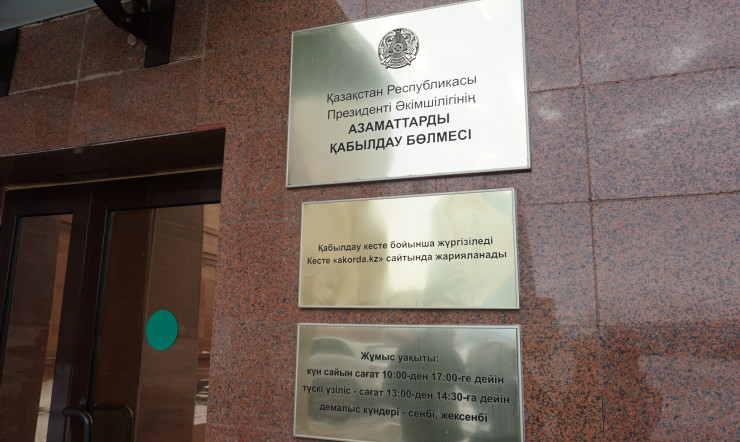 Қазақстан Республикасы
Президенті Әкімшілігінің
АЗАМАТТАРДЫ
ҚАБЫЛДАУ БӨЛМЕСІ
Қабылдау кесте бойынша жүргізіледі
Кесте «akorda.kz» сайтында жарияланады
Жұмыс уақыты:
күн сайын сағат 10:00-ден 17:00-ге дейін
түскі үзіліс - сағат 13:00-ден 14:30-ға дейін
демалыс күндері - сенбі, жексенбі